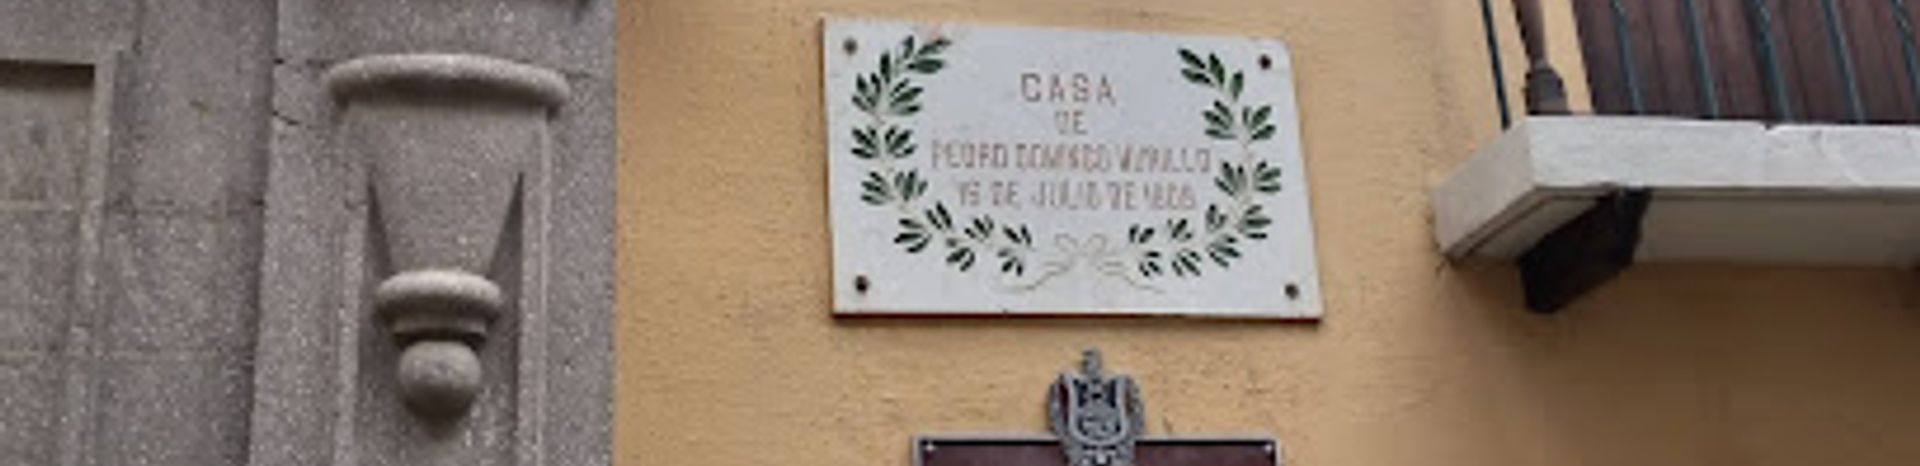 CASA
DE
PEDRO DOMINGO MURILLO
16 DE JULIO DE 1809